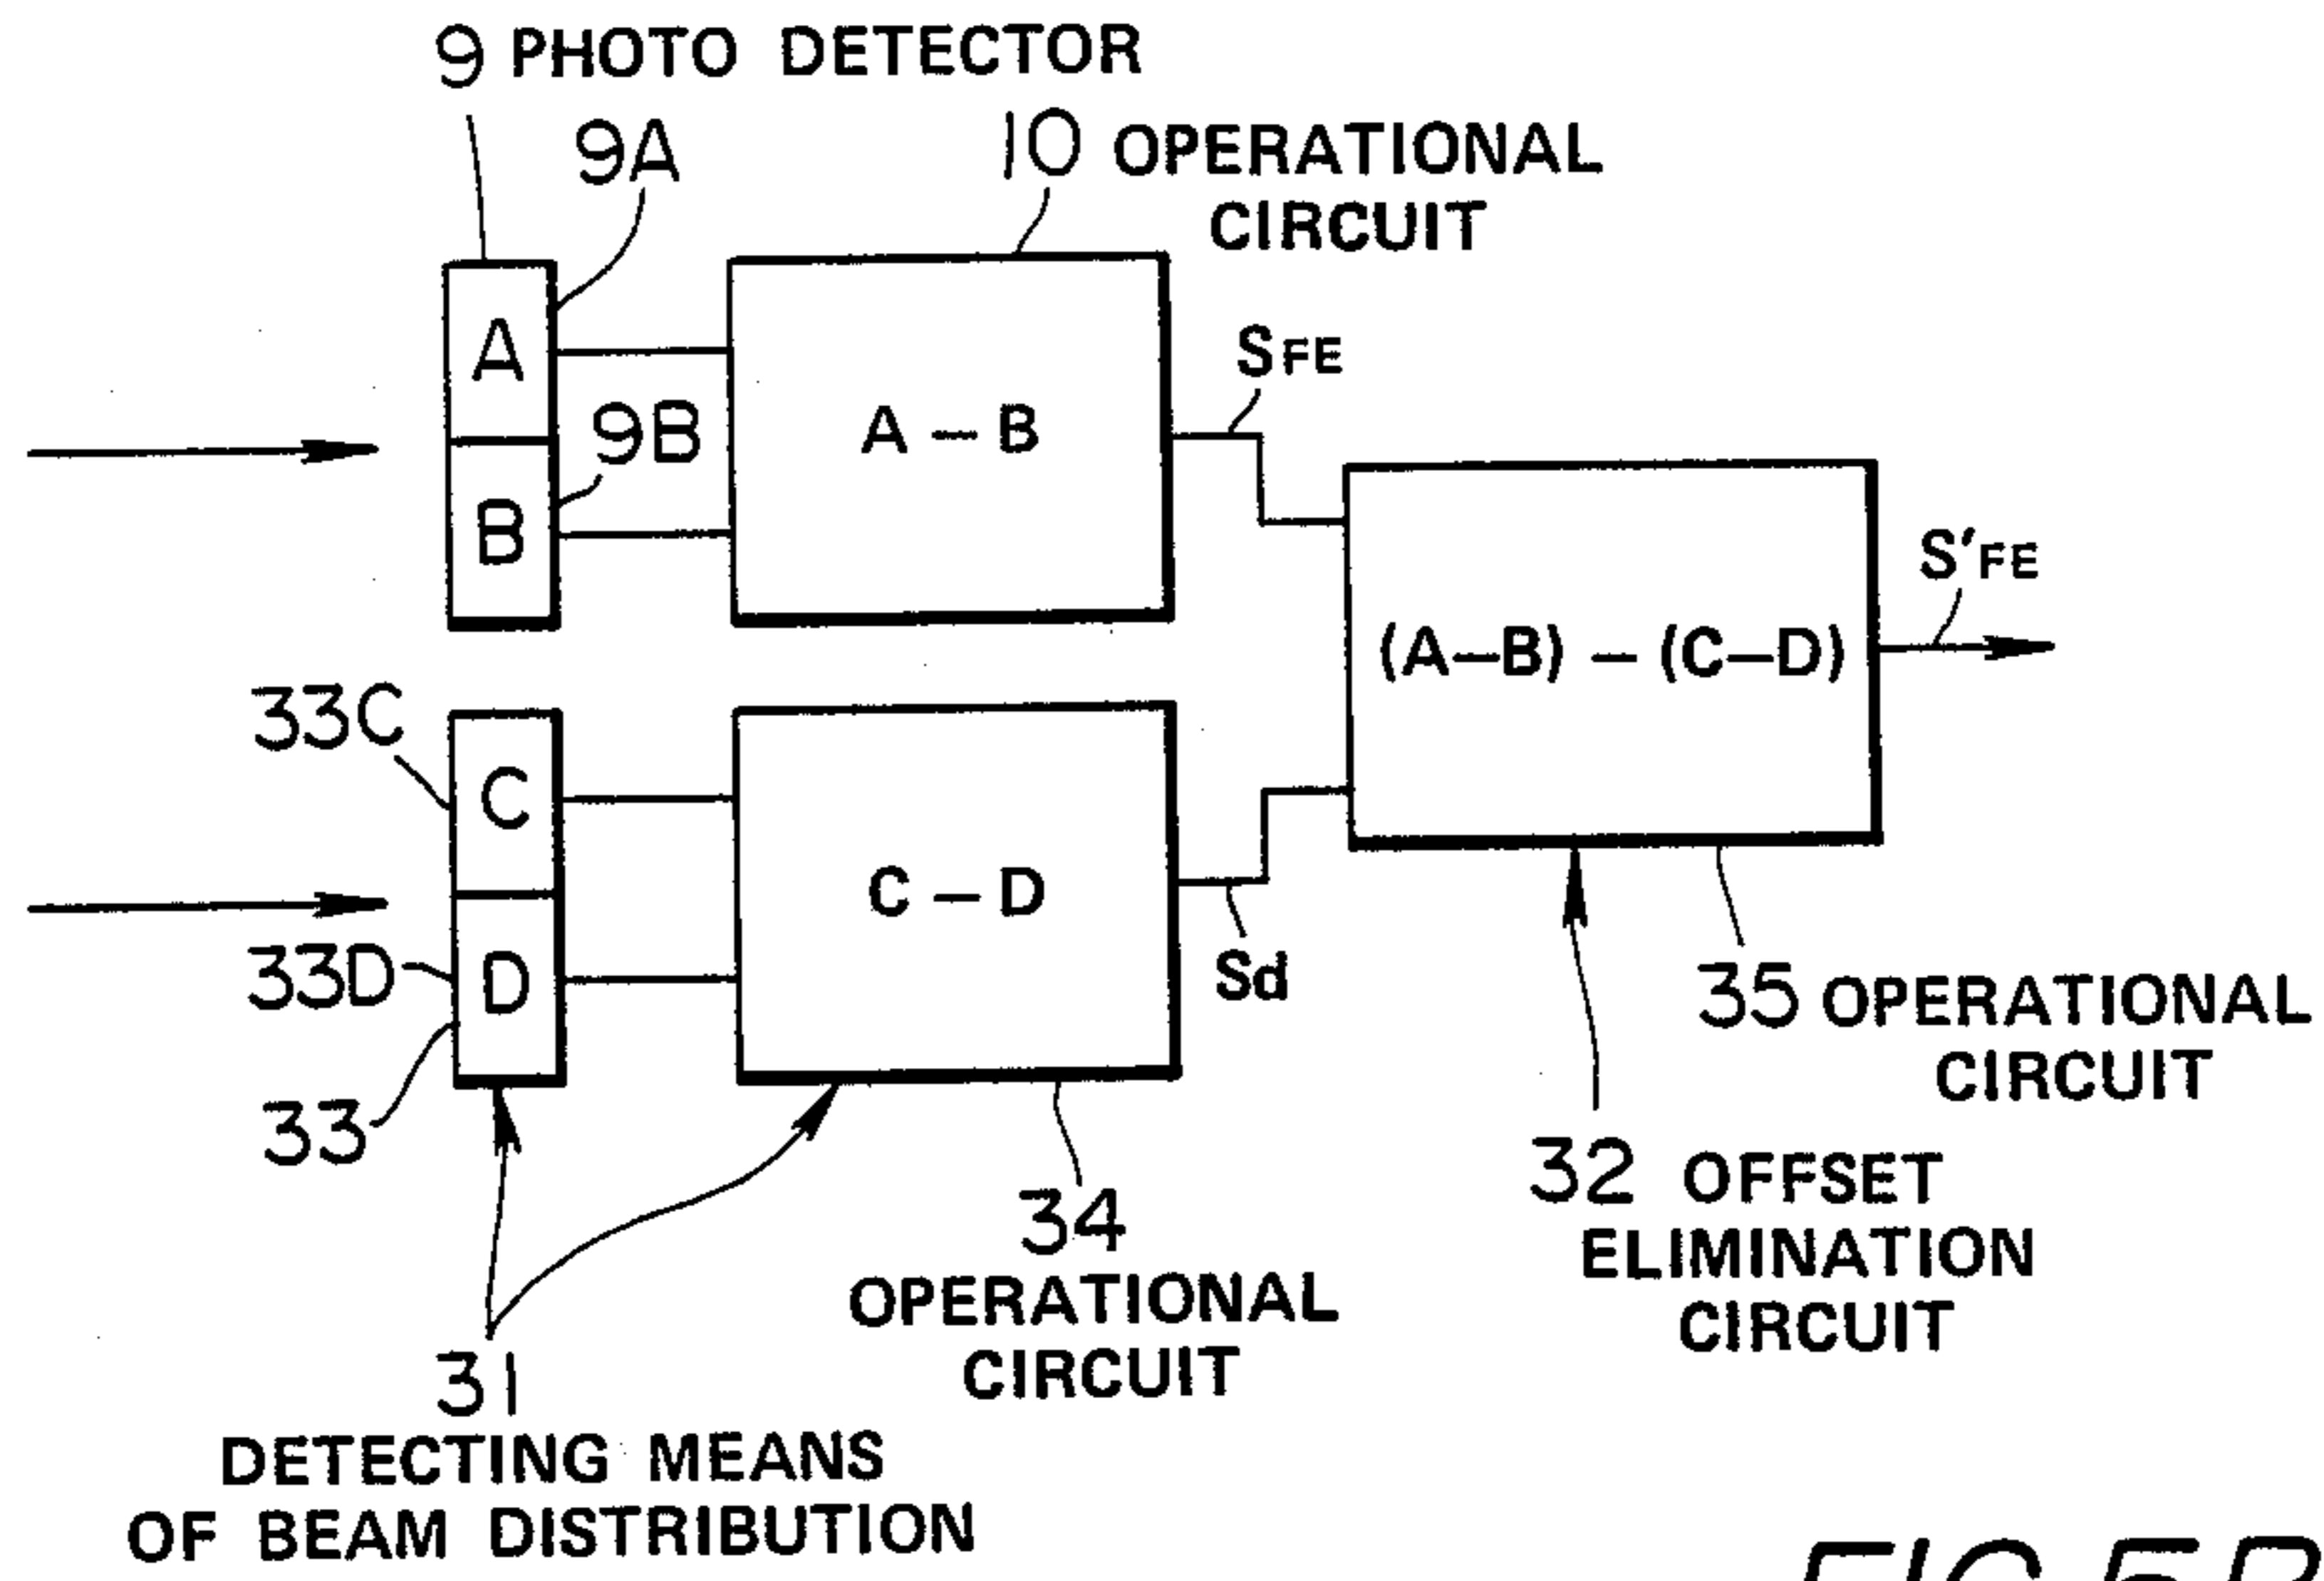 9 PHOTO DETECTOR
9A
10 OPERATIONAL
CIRCUIT
A
9B
B
A – B
SFE
(A–B) – (C–D)
S'FE
33C
C
33D
D
33
C – D
Sd
35 OPERATIONAL
CIRCUIT
32 OFFSET
ELIMINATION
CIRCUIT
34
OPERATIONAL
CIRCUIT
31
DETECTING MEANS
OF BEAM DISTRIBUTION